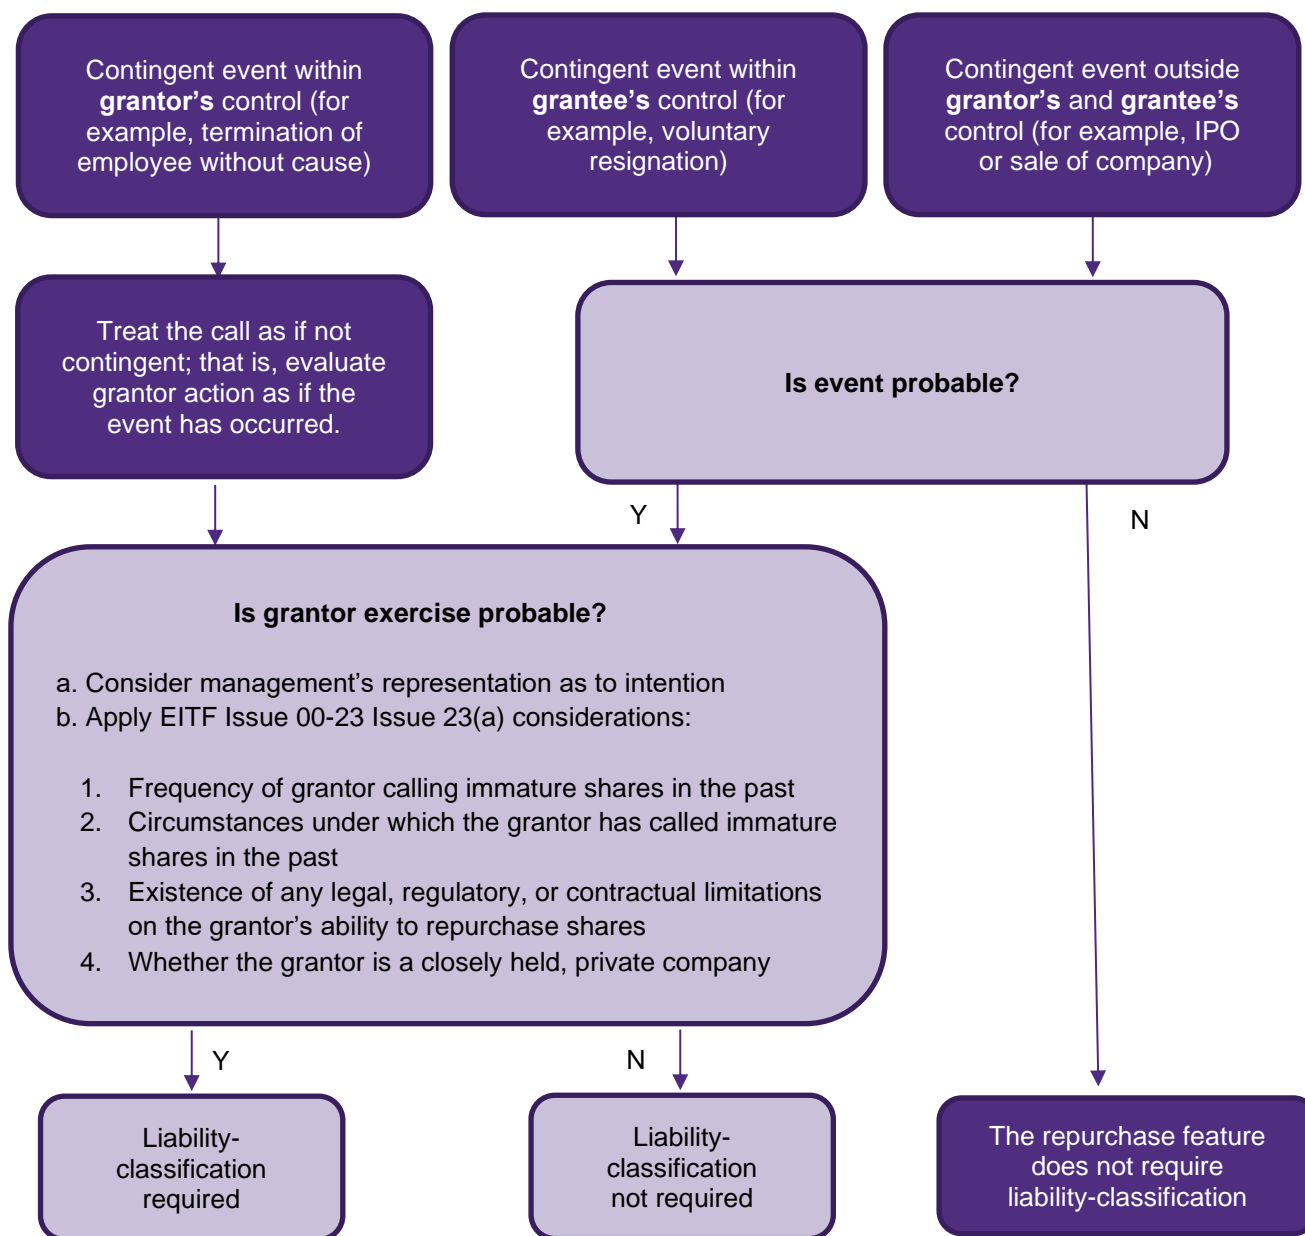 Contingent event within
grantor’s control (for
example, termination of
employee without cause)
Contingent event within
grantee’s control (for
example, voluntary
resignation)
Contingent event outside
grantor’s and grantee’s
control (for example, IPO
or sale of company)
Treat the call as if not
contingent; that is, evaluate
grantor action as if the
event has occurred.
Is event probable?
Y
N
Is grantor exercise probable?
a. Consider management’s representation as to intention
b. Apply EITF Issue 00-23 Issue 23(a) considerations:
1. Frequency of grantor calling immature shares in the past
2. Circumstances under which the grantor has called immature
shares in the past
3. Existence of any legal, regulatory, or contractual limitations
on the grantor’s ability to repurchase shares
4. Whether the grantor is a closely held, private company
Y
N
Liability-
classification
required
Liability-
classification
not required
The repurchase feature
does not require
liability-classification